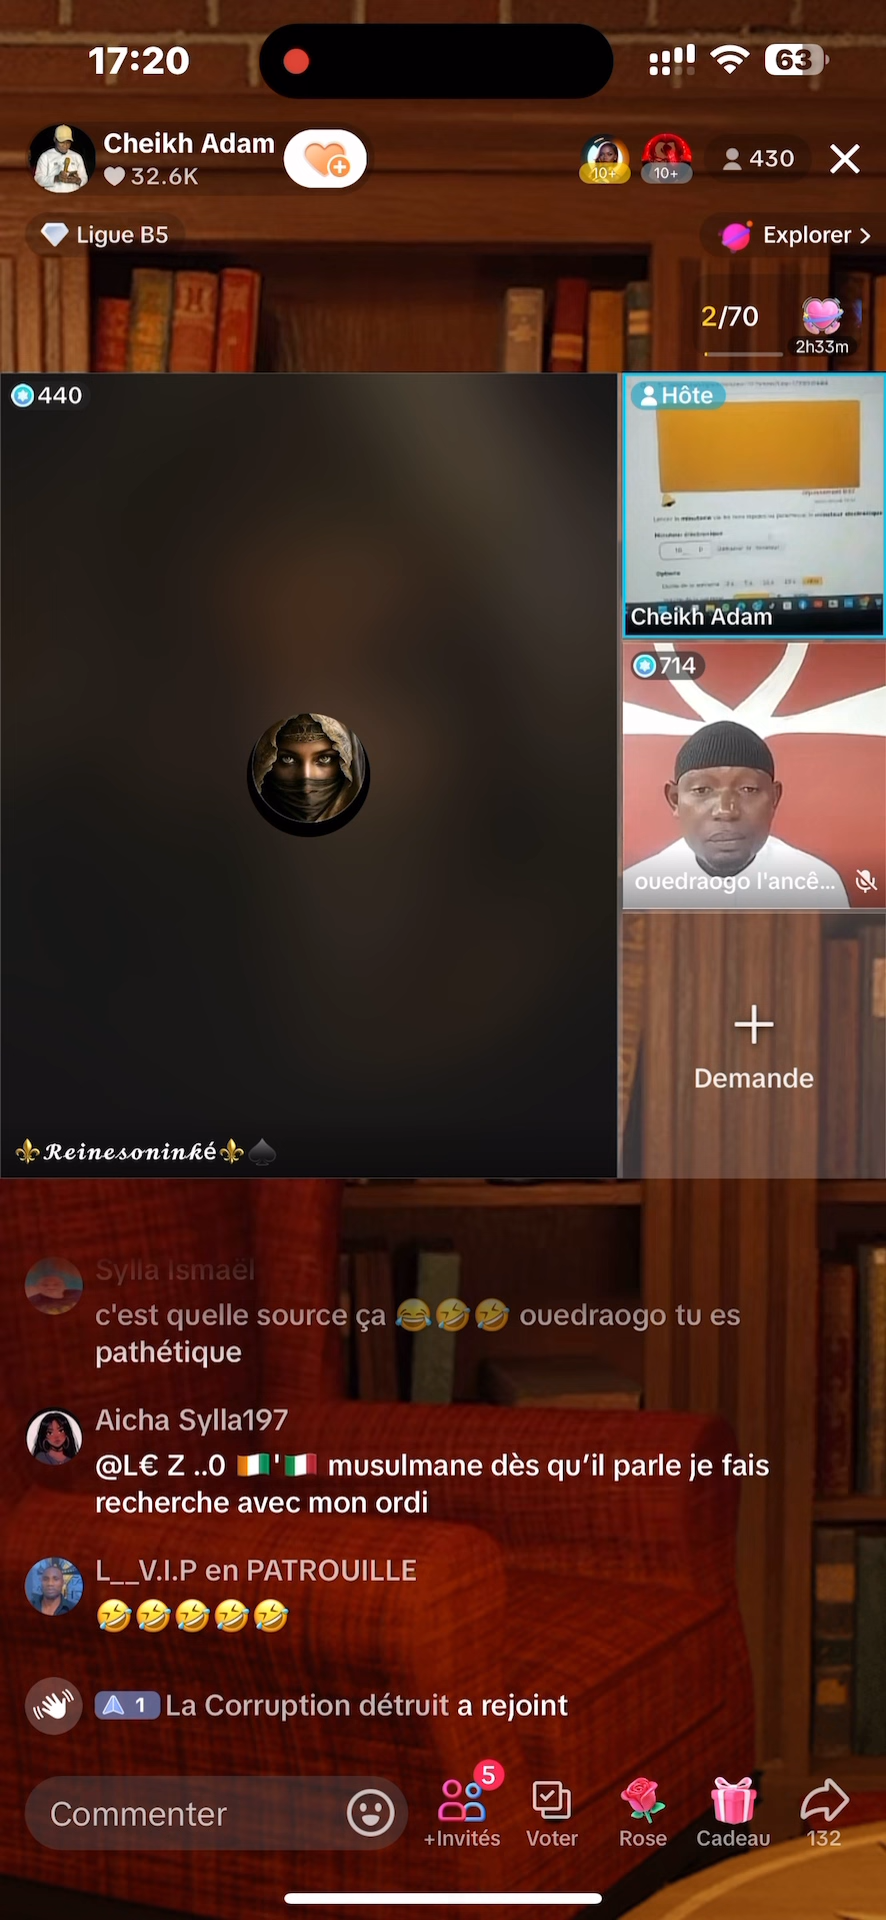 17:20
63
Cheikh Adam
32.6K
10+
10+
430
Ligue B5
Explorer >
2/70
2h33m
440
Hôte
Options
Cheikh Adam
714
ouedraogo l'ancê...
Demande
⚜️𝓡𝓮𝓲𝓷𝓮𝓼𝓸𝓷𝓲𝓷𝓴é⚜️♠️
Sylla Ismaël
c'est quelle source ça 😂🤣🤣 ouedraogo tu es
pathétique
Aicha Sylla197
@L€ Z ..0 🇨🇮'🇮🇹 musulmane dès qu’il parle je fais
recherche avec mon ordi
L__V.I.P en PATROUILLE
🤣🤣🤣🤣🤣
1 La Corruption détruit a rejoint
Commenter
5
+Invités
Voter
Rose
Cadeau
132